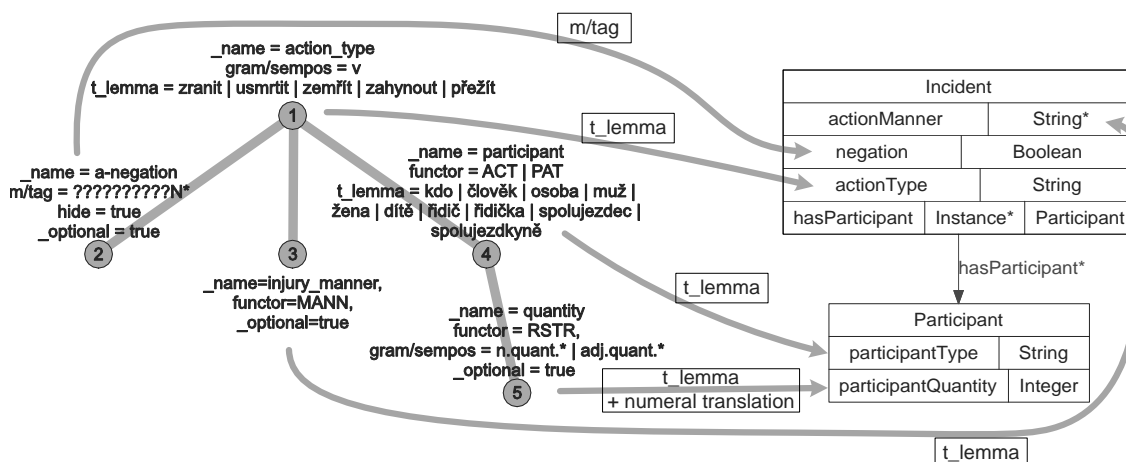 m/tag
_name = action_type
gram/sempos = v
t_lemma = zranit | usmrtit | zemřít | zahynout | přežít
1
t_lemma
Incident
actionManner String*
negation Boolean
actionType String
hasParticipant Instance* Participant
_name = a-negation
m/tag = ??????????N*
hide = true
_optional = true
2
_name = participant
functor = ACT | PAT
t_lemma = kdo | člověk | osoba | muž |
žena | dítě | řidič | řidička | spolujezdec |
spolujezdkyně
3
4
_name=injury_manner,
functor=MANN,
_optional=true
t_lemma
hasParticipant*
_name = quantity
functor = RSTR,
gram/sempos = n.quant.* | adj.quant.*
_optional = true
5
t_lemma
+ numeral translation
Participant
participantType String
participantQuantity Integer
t_lemma